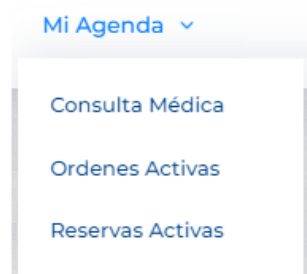 Mi Agenda
Consulta Médica
Ordenes Activas
Reservas Activas